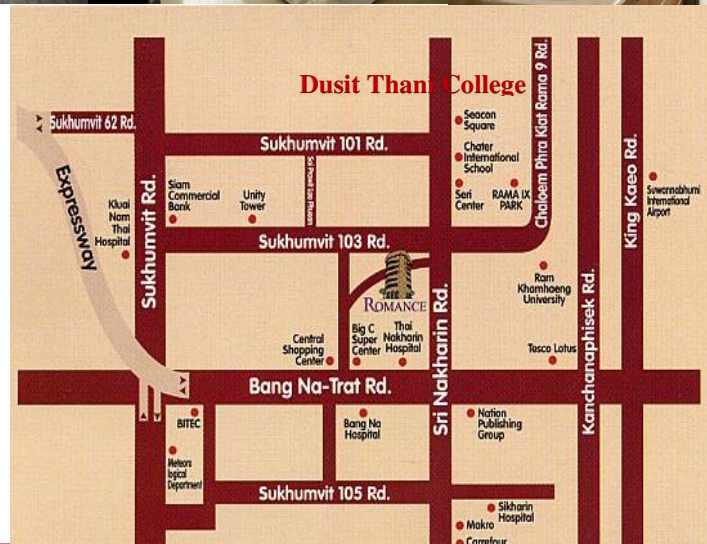 Dusit Thani College
Sukhumvit 62 Rd.
Sukhumvit 101 Rd.
Seacon
Square
Chater
International
School
Seri
Center
RAMA IX
PARK
Chaloem Phra Kiat Rama 9 Rd.
King Kaeo Rd.
Suwannabhumi
International
Airport
Expressway
Kluai
Nam
Thai
Hospital
Sukhumvit Rd.
Siam
Commercial
Bank
Unity
Tower
Sukhumvit 103 Rd.
ROMANCE
Ram
Khamhaeng
University
Kanchanaphisek Rd.
Central
Shopping
Center
Big C
Super
Center
Thai
Nakharin
Hospital
Sri Nakharin Rd.
Tesco Lotus
Bang Na-Trat Rd.
BITEC
Bang Na
Hospital
Nation
Publishing
Group
Meteoro
logical
Department
Sukhumvit 105 Rd.
Sikharin
Hospital
Makro
Carrefour